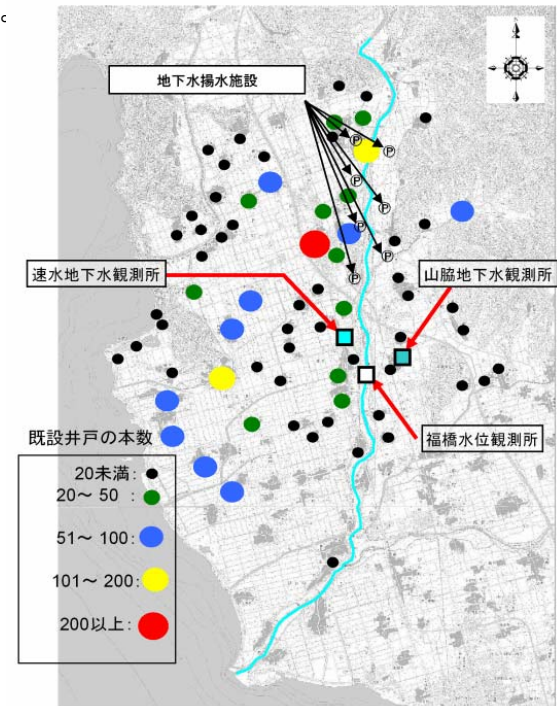 地下水揚水施設
Ⓟ Ⓟ
Ⓟ
Ⓟ
Ⓟ
Ⓟ
Ⓟ
速水地下水観測所
山脇地下水観測所
福橋水位観測所
既設井戸の本数
20未満:
20～ 50 :
51～ 100:
101～ 200:
200以上: